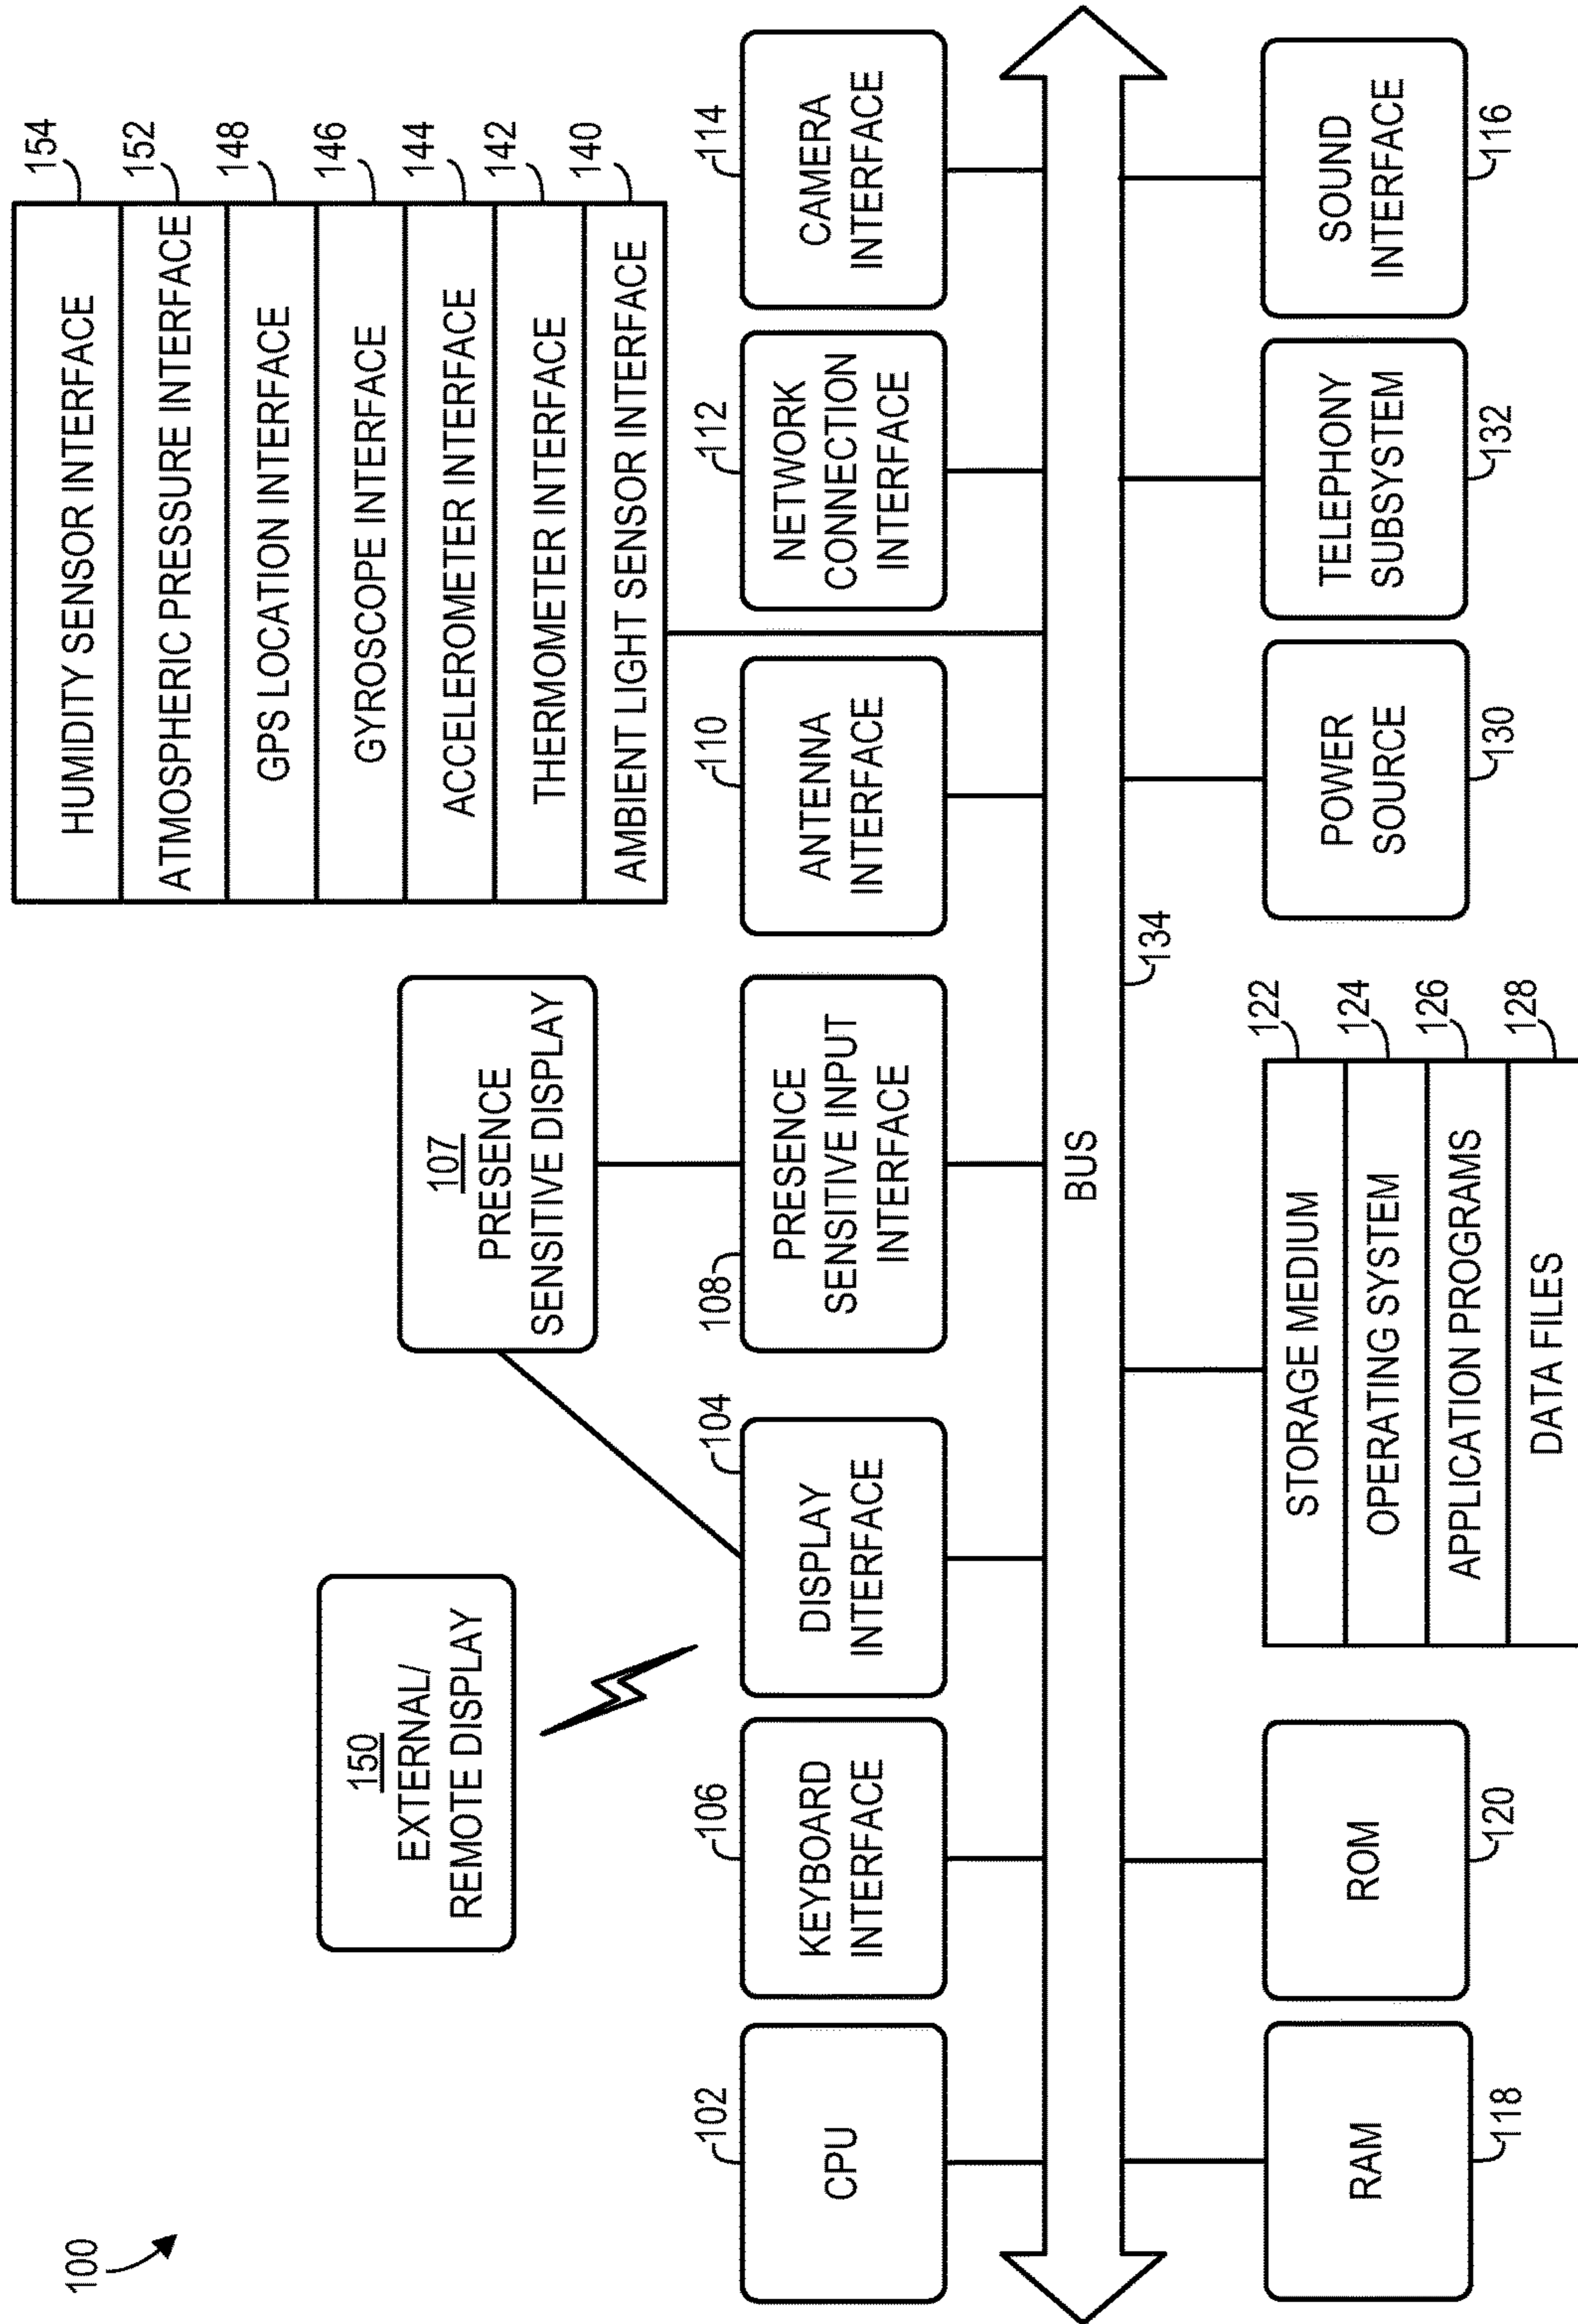 100
154
HUMIDITY SENSOR INTERFACE
152
ATMOSPHERIC PRESSURE INTERFACE
148
GPS LOCATION INTERFACE
146
GYROSCOPE INTERFACE
144
ACCELEROMETER INTERFACE
142
THERMOMETER INTERFACE
140
AMBIENT LIGHT SENSOR INTERFACE
150
EXTERNAL/
REMOTE DISPLAY
107
PRESENCE
SENSITIVE DISPLAY
102
CPU
106
KEYBOARD
INTERFACE
104
DISPLAY
INTERFACE
108
PRESENCE
SENSITIVE INPUT
INTERFACE
110
ANTENNA
INTERFACE
112
NETWORK
CONNECTION
INTERFACE
114
CAMERA
INTERFACE
BUS
134
RAM
118
ROM
120
122
STORAGE MEDIUM
124
OPERATING SYSTEM
126
APPLICATION PROGRAMS
128
DATA FILES
POWER
SOURCE
130
TELEPHONY
SUBSYSTEM
132
SOUND
INTERFACE
116